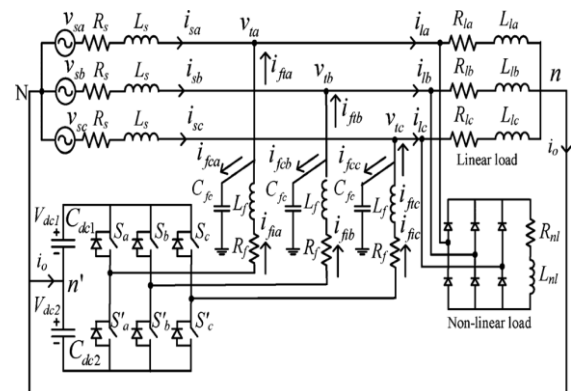 v_sa R_s L_s i_sa v_ta i_la R_la L_la
v_sb R_s L_s i_sb i_fta v_tb i_lb R_lb L_lb n
N
v_sc R_s L_s i_sc i_ftb v_tc i_lc R_lc L_lc
i_o
Linear load
i_fca i_fcb i_fcc
C_fc L_f C_fc L_f C_fc L_f i_ftc
V_dc1 C_dc1 S_a S_b S_c
i_fia i_fib i_fic
R_f R_f R_f
R_nl
L_nl
i_o n'
V_dc2 C_dc2 S'_a S'_b S'_c
Non-linear load